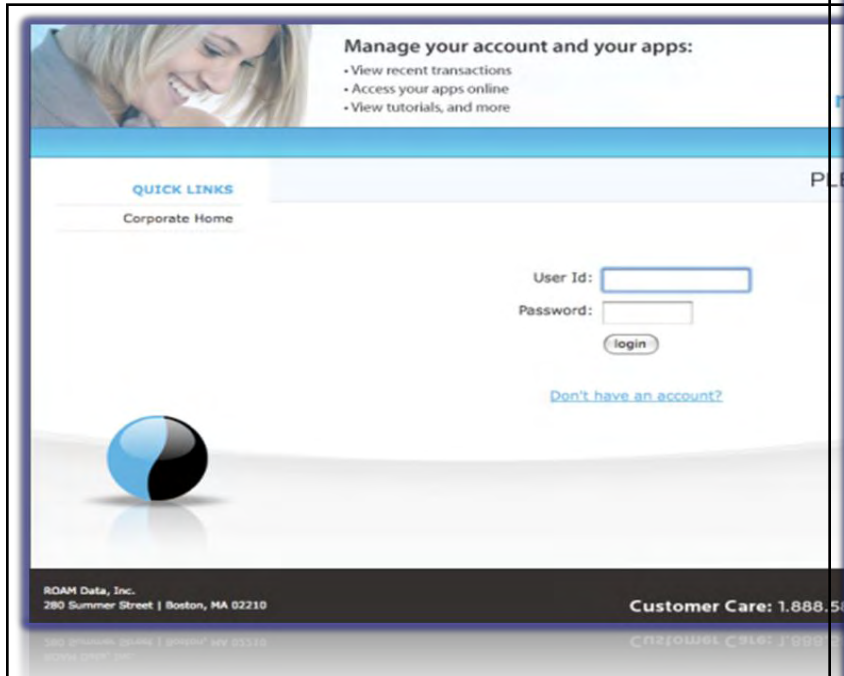 Manage your account and your apps:
• View recent transactions
• Access your apps online
• View tutorials, and more
QUICK LINKS
Corporate Home
User Id:
Password:
login
Don't have an account?
ROAM Data, Inc.
280 Summer Street | Boston, MA 02210
Customer Care: 1.888.